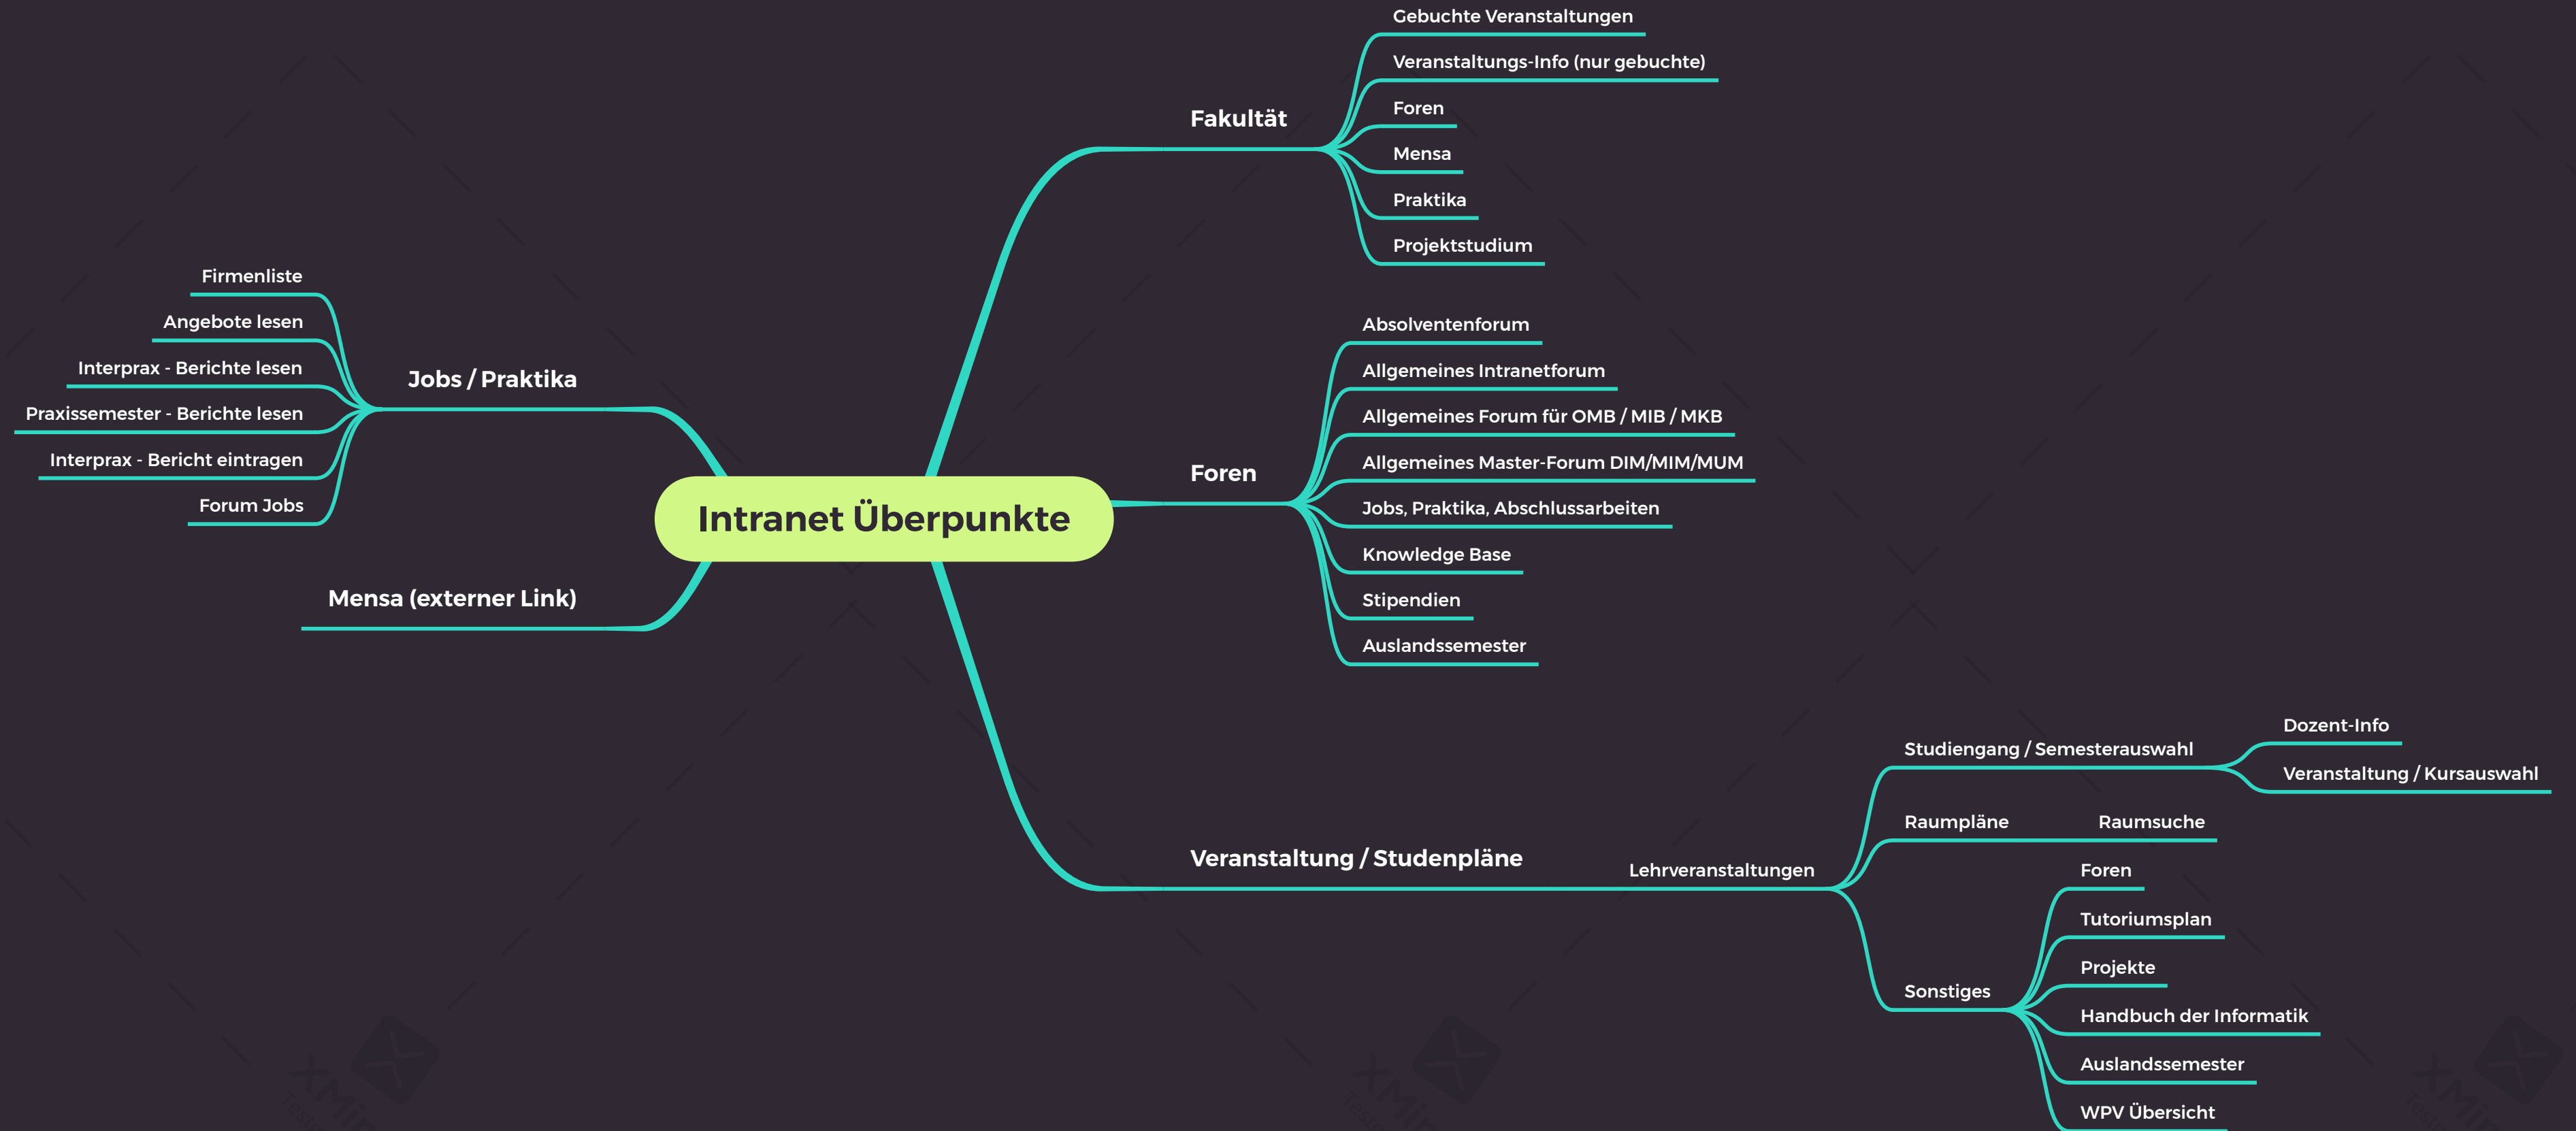 Gebuchte Veranstaltungen
Veranstaltungs-Info (nur gebuchte)
Fakultät
Foren
Mensa
Praktika
Projektstudium
Firmenliste
Angebote lesen
Interprax - Berichte lesen
Jobs / Praktika
Praxissemester - Berichte lesen
Interprax - Bericht eintragen
Forum Jobs
Absolventenforum
Allgemeines Intranetforum
Allgemeines Forum für OMB / MIB / MKB
Allgemeines Master-Forum DIM/MIM/MUM
Foren
Jobs, Praktika, Abschlussarbeiten
Knowledge Base
Stipendien
Auslandssemester
Intranet Überpunkte
Mensa (externer Link)
Veranstaltung / Studenpläne
Lehrveranstaltungen
Studiengang / Semesterauswahl
Dozent-Info
Veranstaltung / Kursauswahl
Raumpläne
Raumsuche
Sonstiges
Foren
Tutoriumsplan
Projekte
Handbuch der Informatik
Auslandssemester
WPV Übersicht